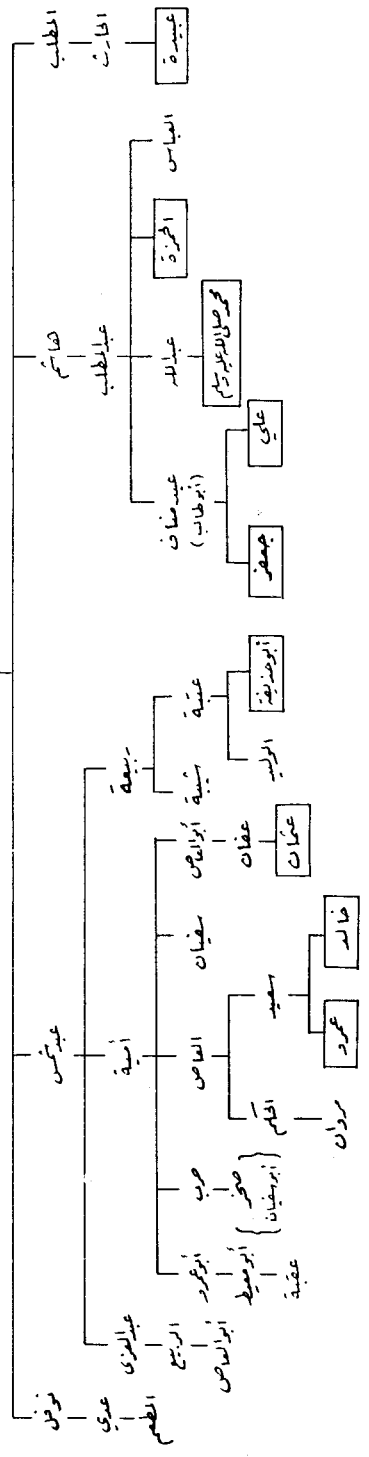 المطلب
هاشم
عبد شمس
نوفل
الحارث
عبد المطلب
ربيعة
أمية
عبد العزى
عدي
عبيدة
العباس
الحمزة
عبد الله
عبد مناف
(أبو طالب)
عتبة
شيبة
أبو العاص
سفيان
العاص
حرب
أبو عمرو
الربيع
المطعم
محمد صلى الله عليه وسلم
علي
جعفر
أبو حذيفة
الوليد
عفان
سعيد
الحكم
صخر
{أبو سفيان}
أبو معيط
أبو العاص
عثمان
خالد
عمرو
مروان
عقبة